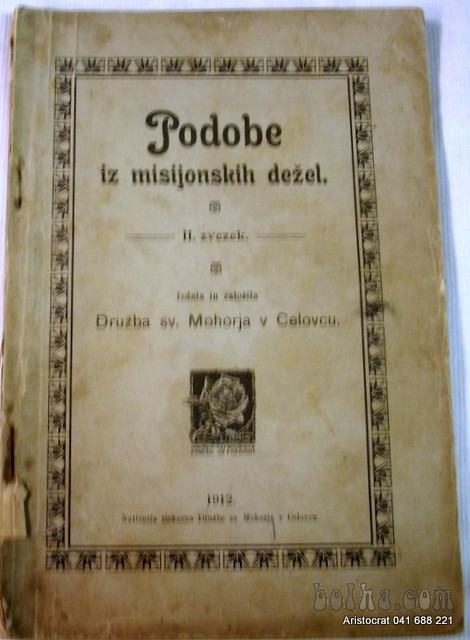 Podobe
iz misijonskih dežel.
II. zvezek.
Izdala in založila
Družba sv. Mohorja v Celovcu.
1912.
Natisnila tiskarna Družbe sv. Mohorja v Celovcu.
bolha.com
Aristocrat 041 688 221